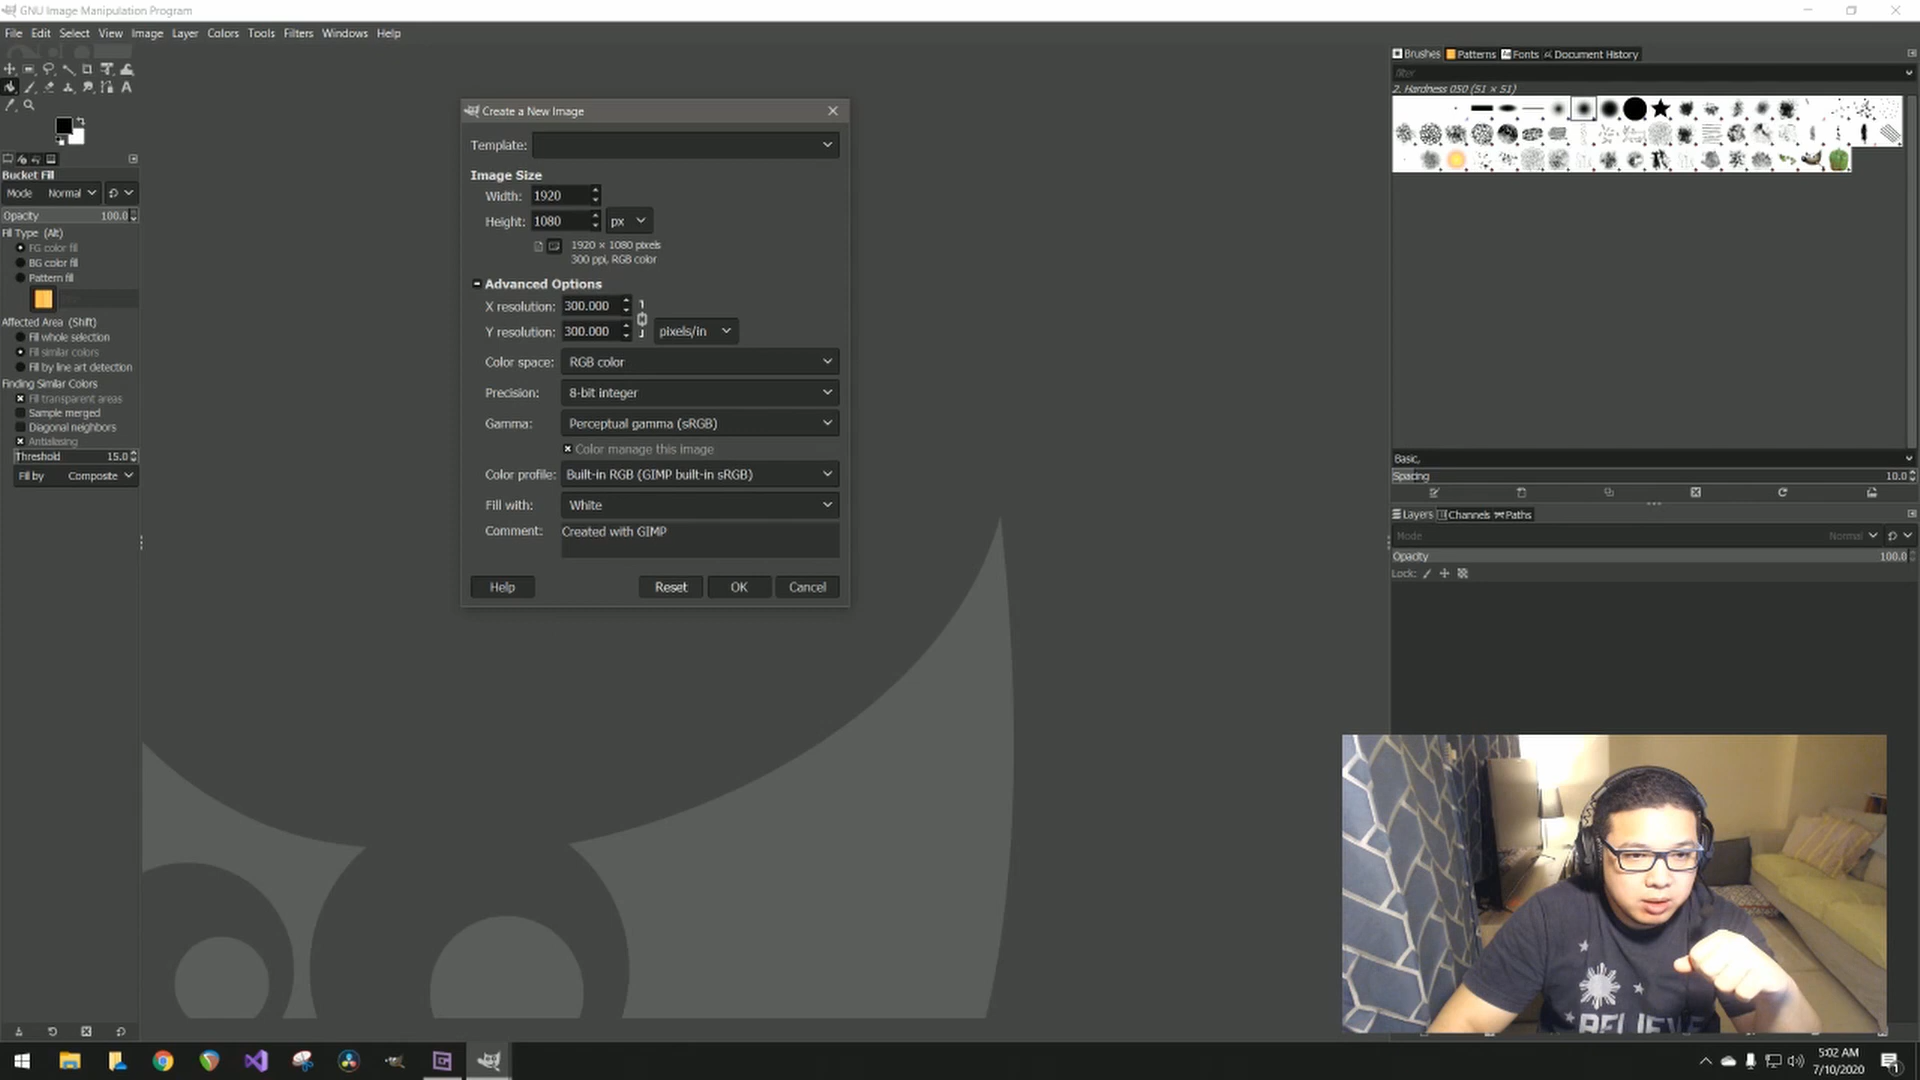 GNU Image Manipulation Program
File Edit Select View Image Layer Colors Tools Filters Windows Help
Bucket Fill
Mode Normal
Opacity 100.0
Fill Type (Alt)
FG color fill
BG color fill
Pattern fill
Affected Area (Shift)
Fill whole selection
Fill similar colors
Fill by line art detection
Finding Similar Colors
Fill transparent areas
Sample merged
Diagonal neighbors
Antialiasing
Threshold 15.0
Fill by Composite
Create a New Image
Template:
Image Size
Width: 1920
Height: 1080 px
1920 × 1080 pixels
300 ppi, RGB color
Advanced Options
X resolution: 300.000
Y resolution: 300.000 pixels/in
Color space: RGB color
Precision: 8-bit integer
Gamma: Perceptual gamma (sRGB)
Color manage this image
Color profile: Built-in RGB (GIMP built-in sRGB)
Fill with: White
Comment: Created with GIMP
Help Reset OK Cancel
Brushes Patterns Fonts Document History
filter
2. Hardness 050 (51 × 51)
Basic,
Spacing 10.0
Layers Channels Paths
Mode Normal
Opacity 100.0
Lock:
BELIEVE
5:02 AM
7/10/2020
1